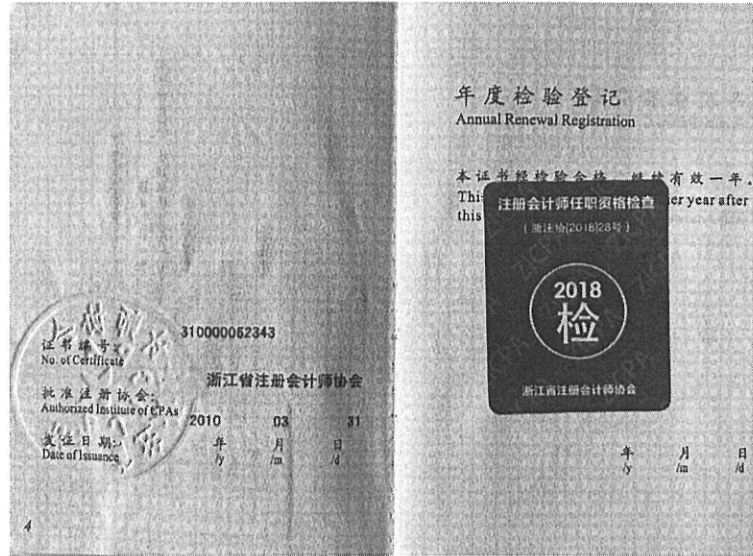 证书编号:
No. of Certificate
310000052343
批准注册协会:
Authorized Institute of CPAs
浙江省注册会计师协会
发证日期:
Date of Issuance
2010 03 31
年 月 日
/y /m /d
4
年度检验登记
Annual Renewal Registration
本证书经检验合格,继续有效一年.
This er year after
this
注册会计师任职资格检查
(浙注协[2018]28号)
2018
检
浙江省注册会计师协会
年 月 日
/y /m /d